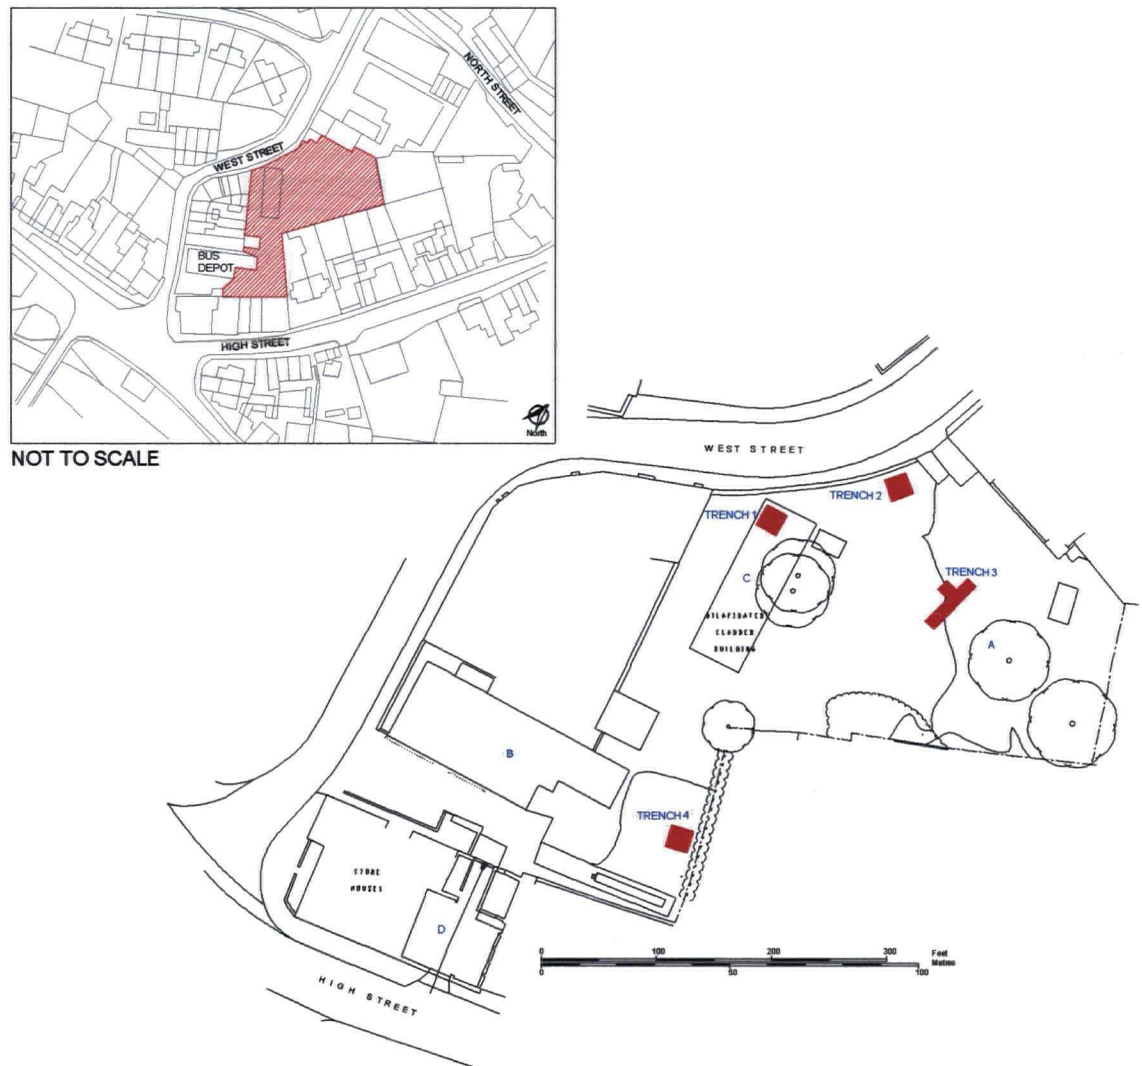 NORTH STREET
WEST STREET
BUS
DEPOT
HIGH STREET
North
NOT TO SCALE
WEST STREET
TRENCH 2
TRENCH 1
TRENCH 3
C
DILAPIDATED
CLADDED
BUILDING
A
B
TRENCH 4
STORE
HOUSES
D
0 100 200 300 Feet
0 50 100 Metres
HIGH STREET